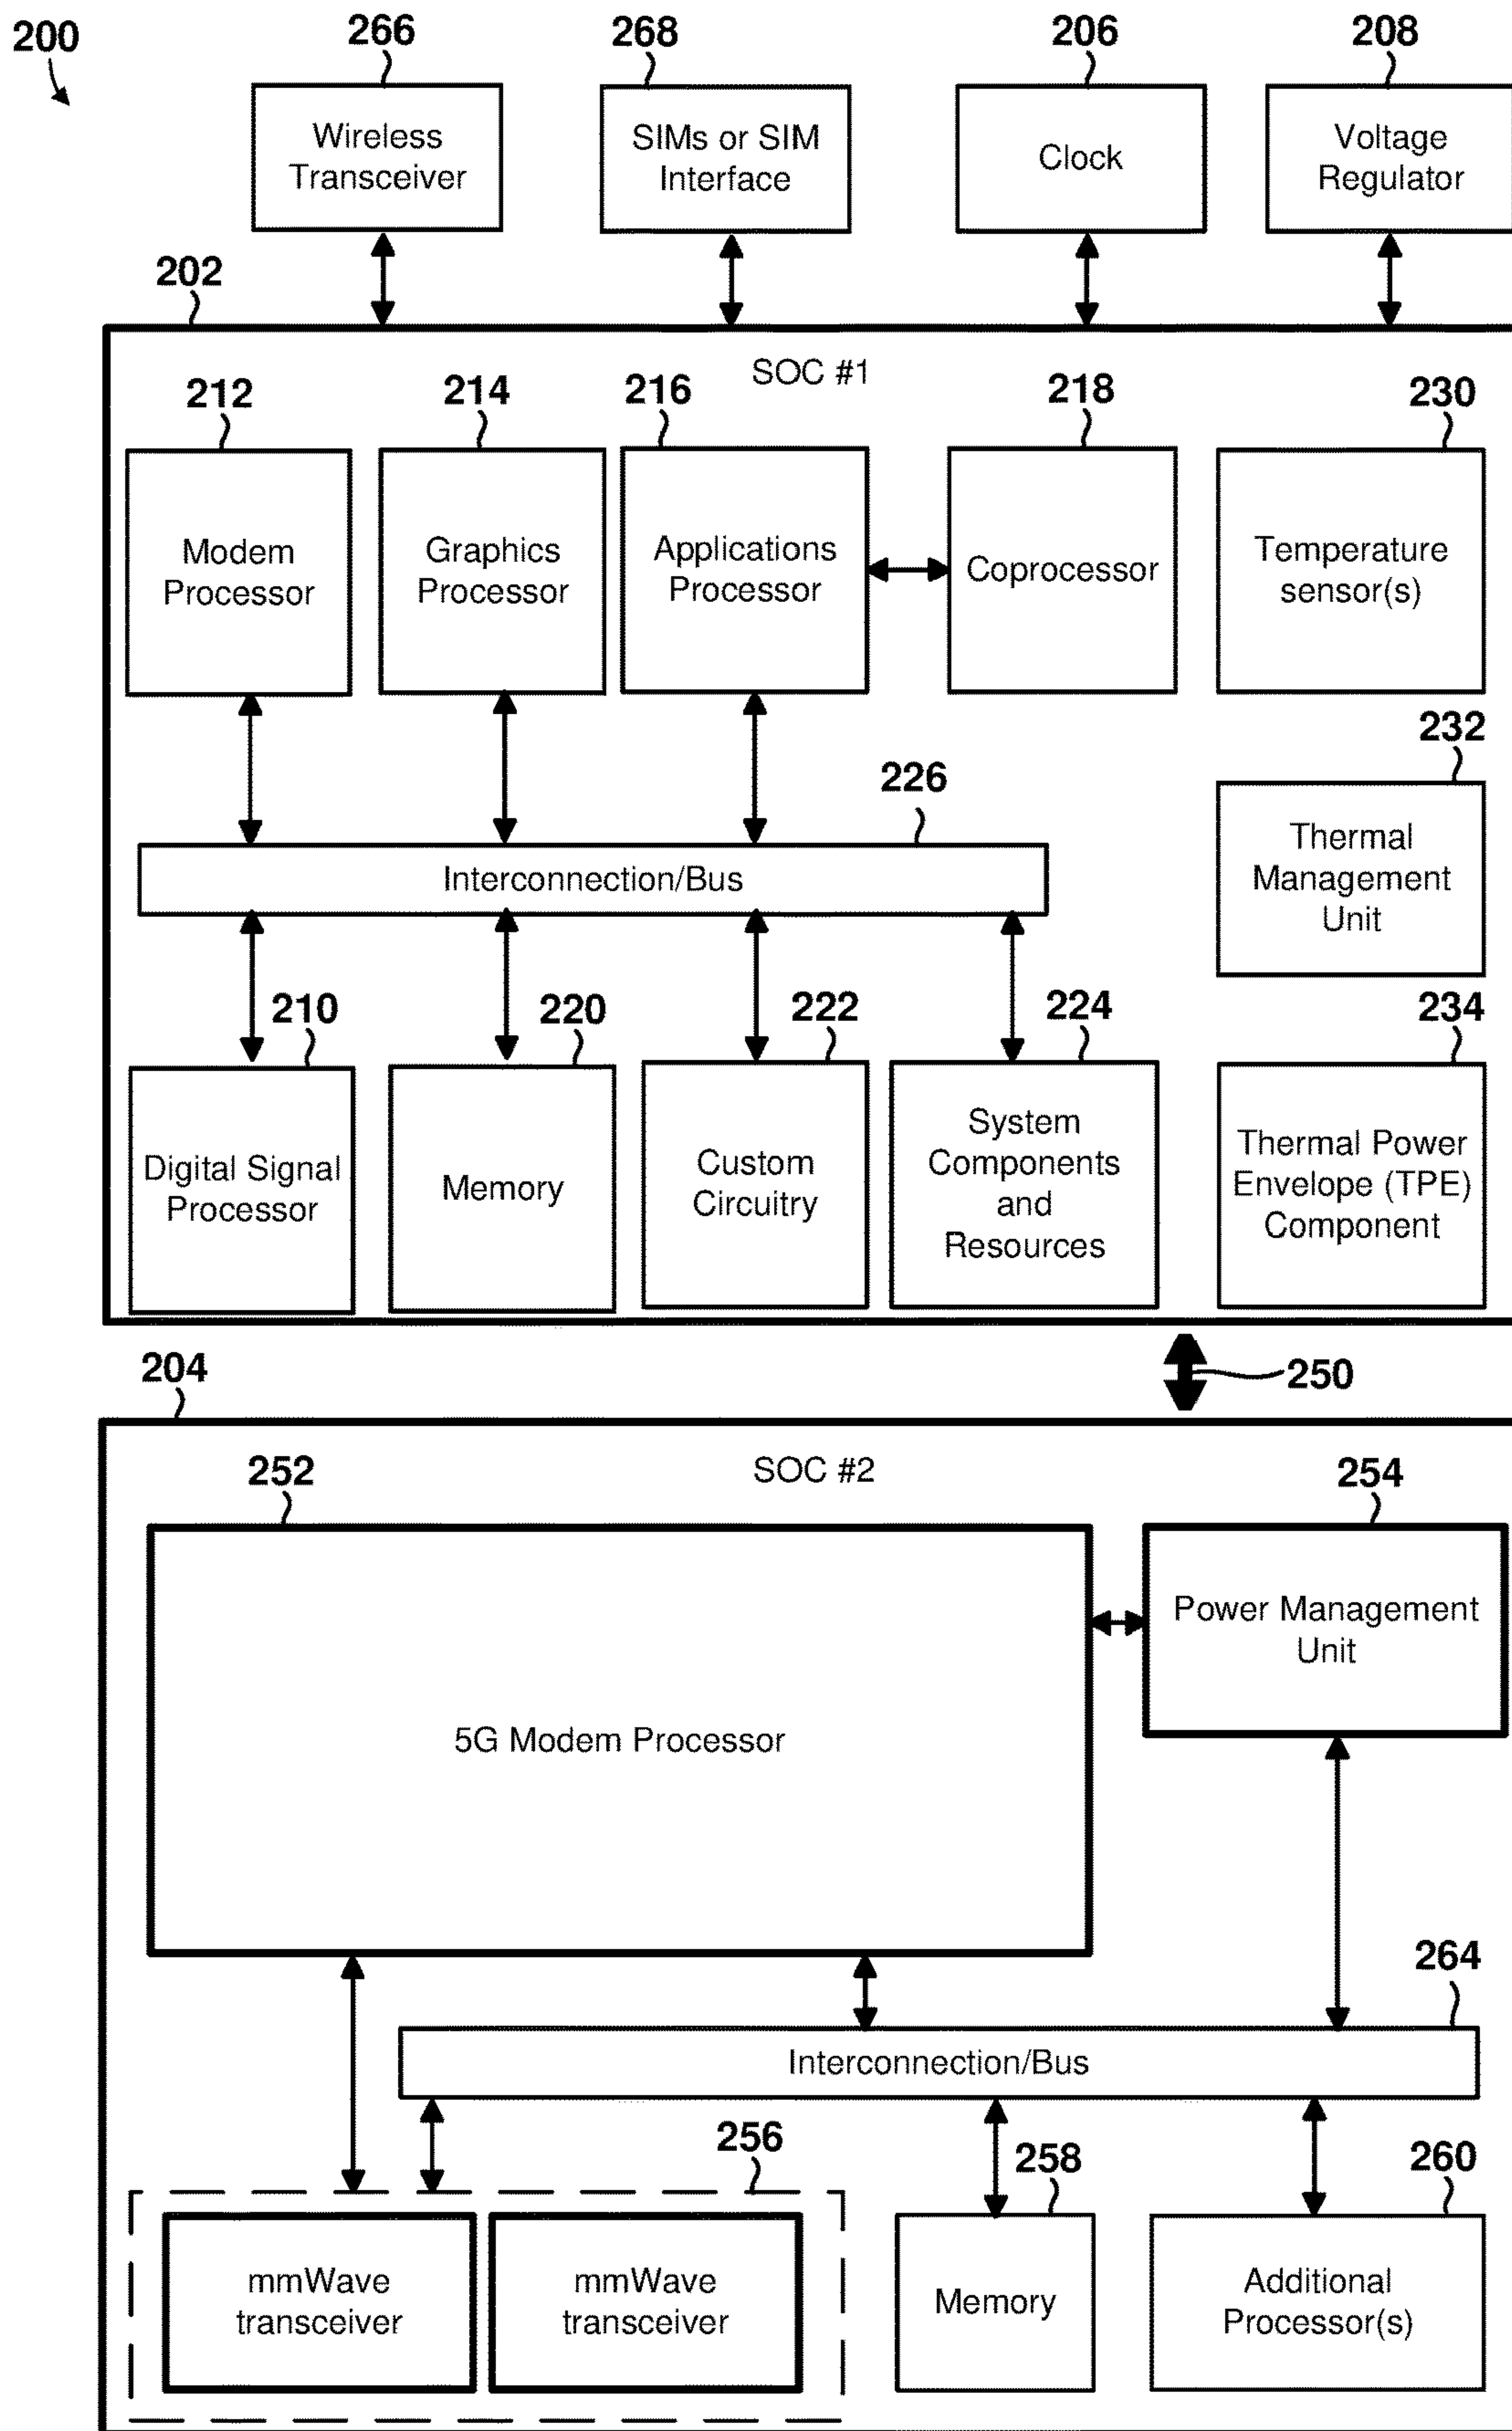 200
266
268
206
208
Wireless
Transceiver
SIMs or SIM
Interface
Clock
Voltage
Regulator
202
SOC #1
212
214
216
218
230
Modem
Processor
Graphics
Processor
Applications
Processor
Coprocessor
Temperature
sensor(s)
232
226
Thermal
Management
Unit
Interconnection/Bus
210
220
222
224
234
Digital Signal
Processor
Memory
Custom
Circuitry
System
Components
and
Resources
Thermal Power
Envelope (TPE)
Component
204
250
SOC #2
252
254
5G Modem Processor
Power Management
Unit
264
Interconnection/Bus
256
258
260
mmWave
transceiver
mmWave
transceiver
Memory
Additional
Processor(s)